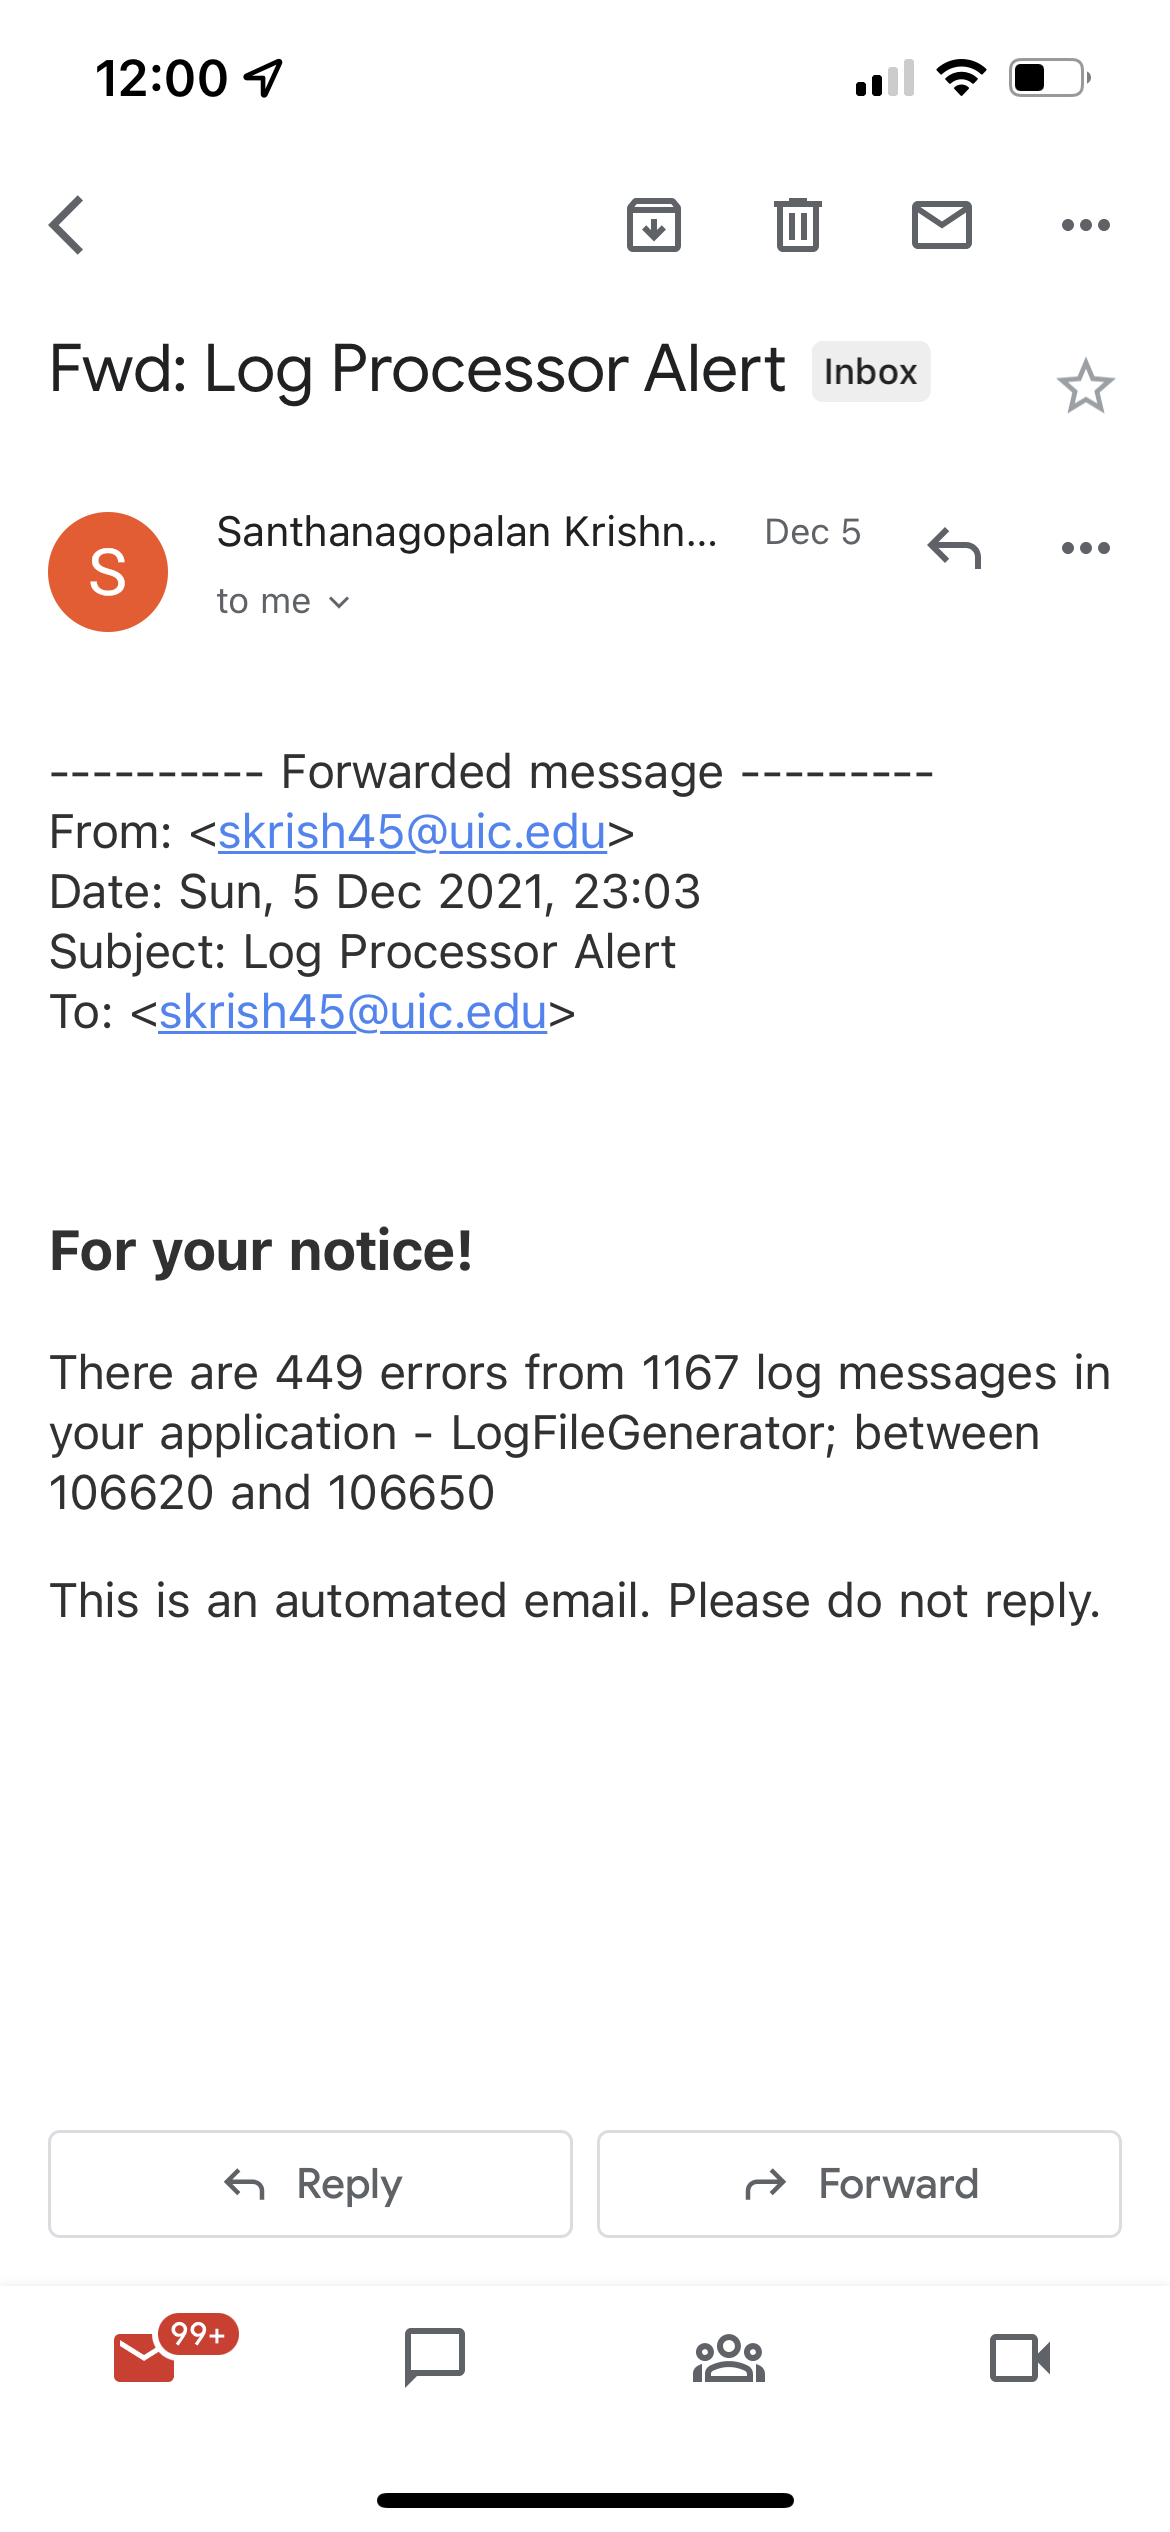 12:00
Fwd: Log Processor Alert Inbox
S
Santhanagopalan Krishn... Dec 5
to me
---------- Forwarded message ---------
From: <skrish45@uic.edu>
Date: Sun, 5 Dec 2021, 23:03
Subject: Log Processor Alert
To: <skrish45@uic.edu>
For your notice!
There are 449 errors from 1167 log messages in
your application - LogFileGenerator; between
106620 and 106650
This is an automated email. Please do not reply.
Reply Forward
99+